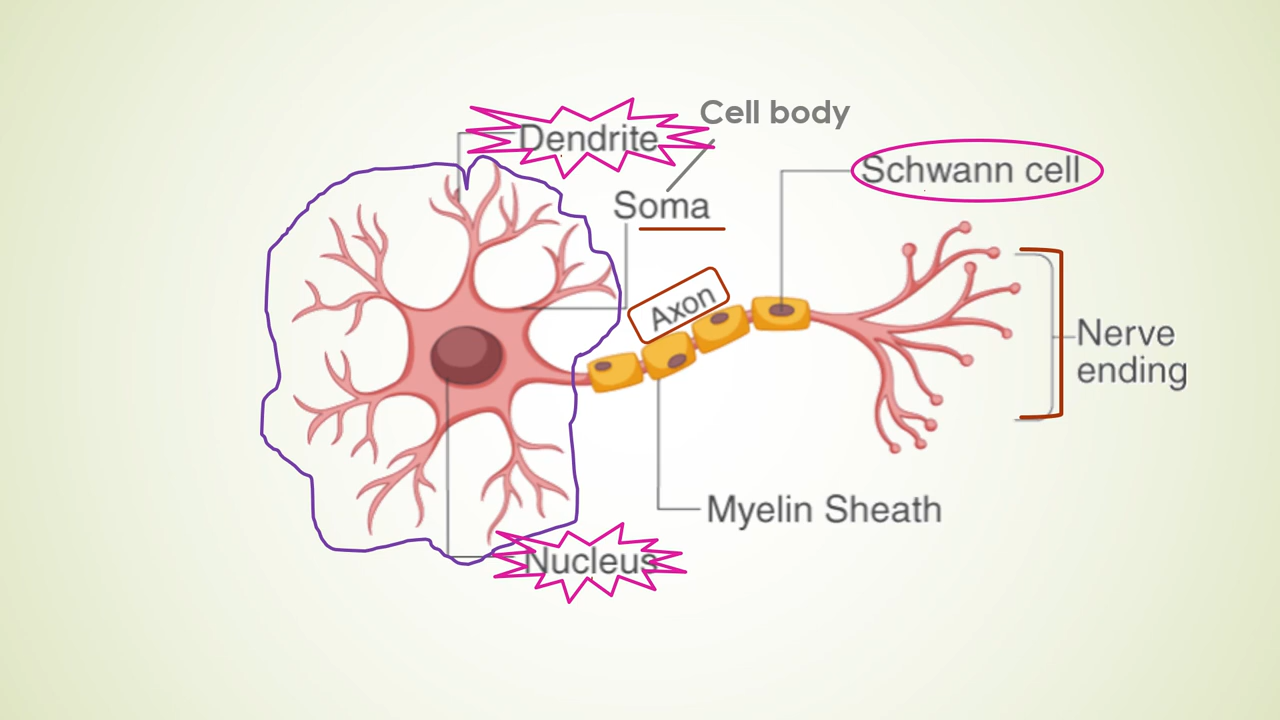 Cell body
Dendrite
Schwann cell
Soma
Axon
Nerve
ending
Myelin Sheath
Nucleus